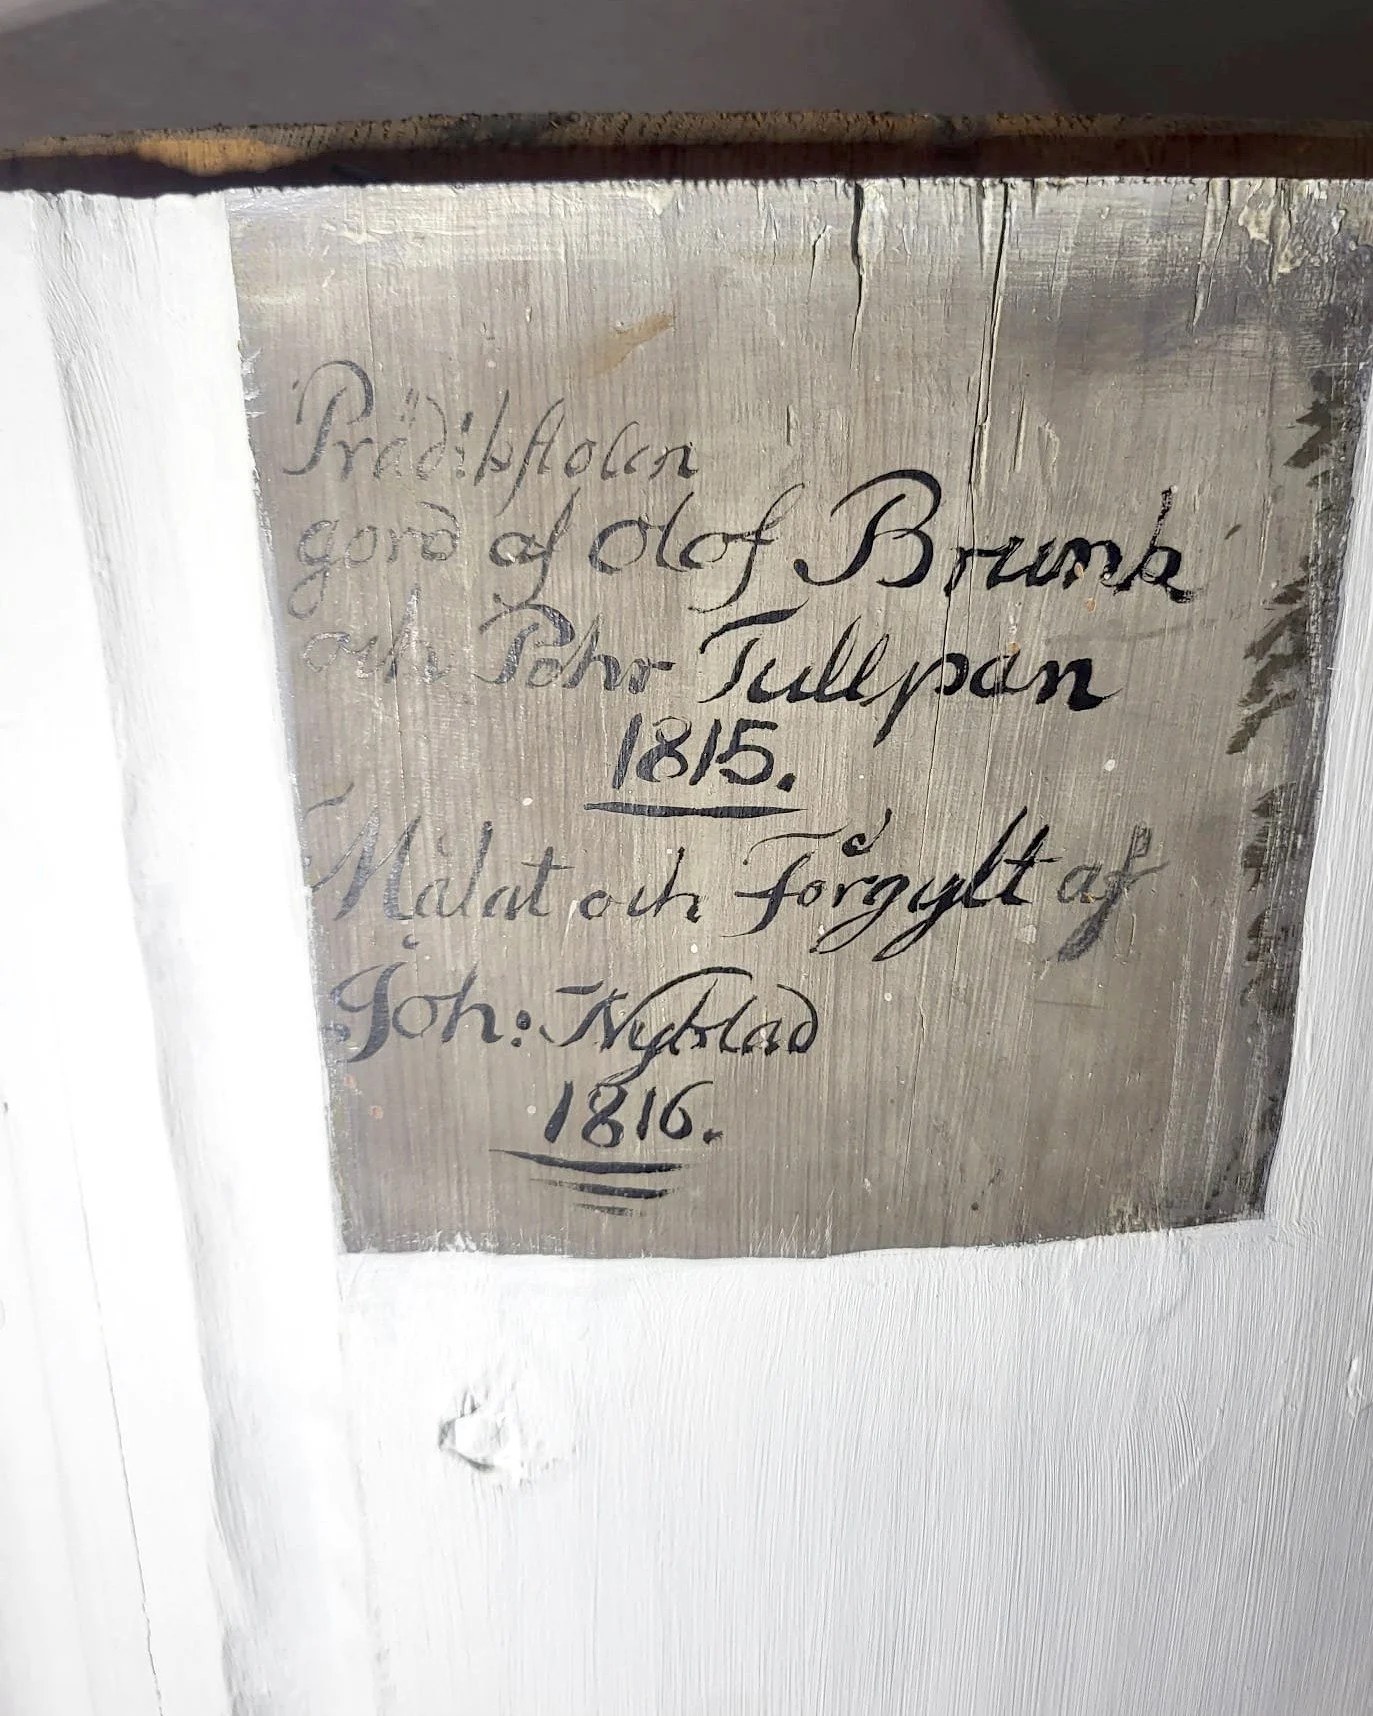 Prädikstolen
gord af Olof Brunk
och Pehr Tullpan
1815.
Målat och Förgylt af
Joh: Nyblad
1816.